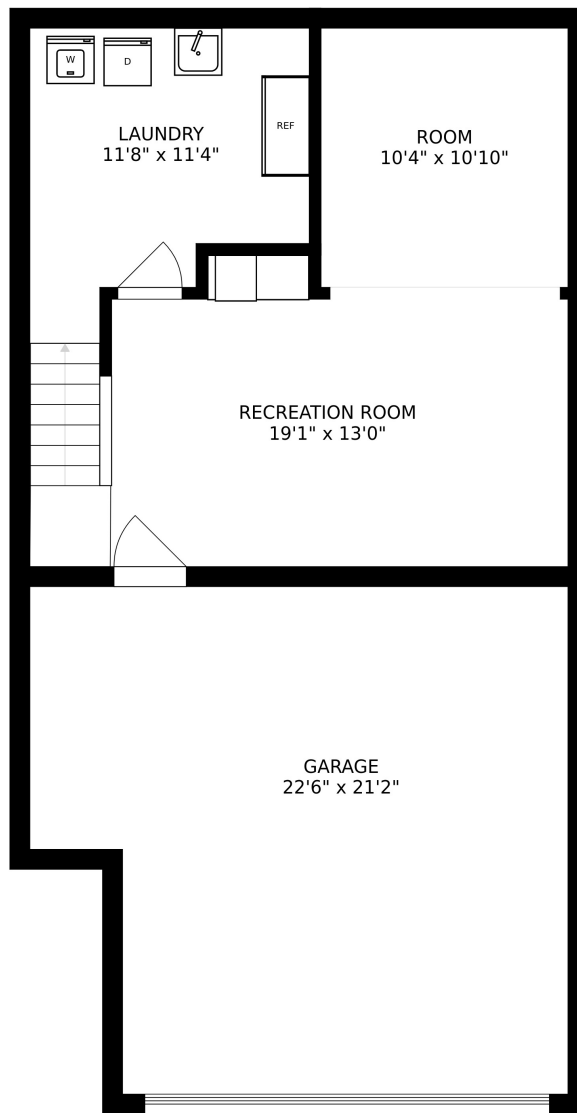 W
D
REF
LAUNDRY
11'8" x 11'4"
ROOM
10'4" x 10'10"
RECREATION ROOM
19'1" x 13'0"
GARAGE
22'6" x 21'2"